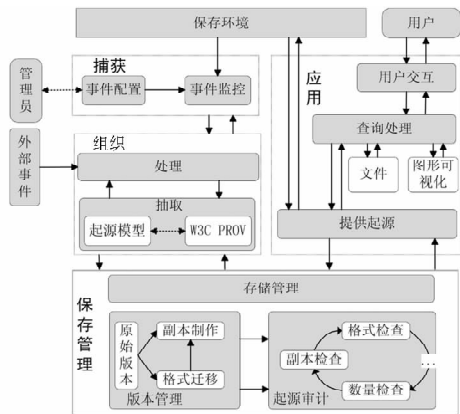 保存环境
用户
管理员
捕获
事件配置
事件监控
应用
用户交互
外部事件
组织
处理
查询处理
文件
图形可
视化
抽取
起源模型
W3C PROV
提供起源
保存管理
存储管理
原始版本
副本制作
格式迁移
版本管理
格式检查
副本检查
...
数量检查
起源审计